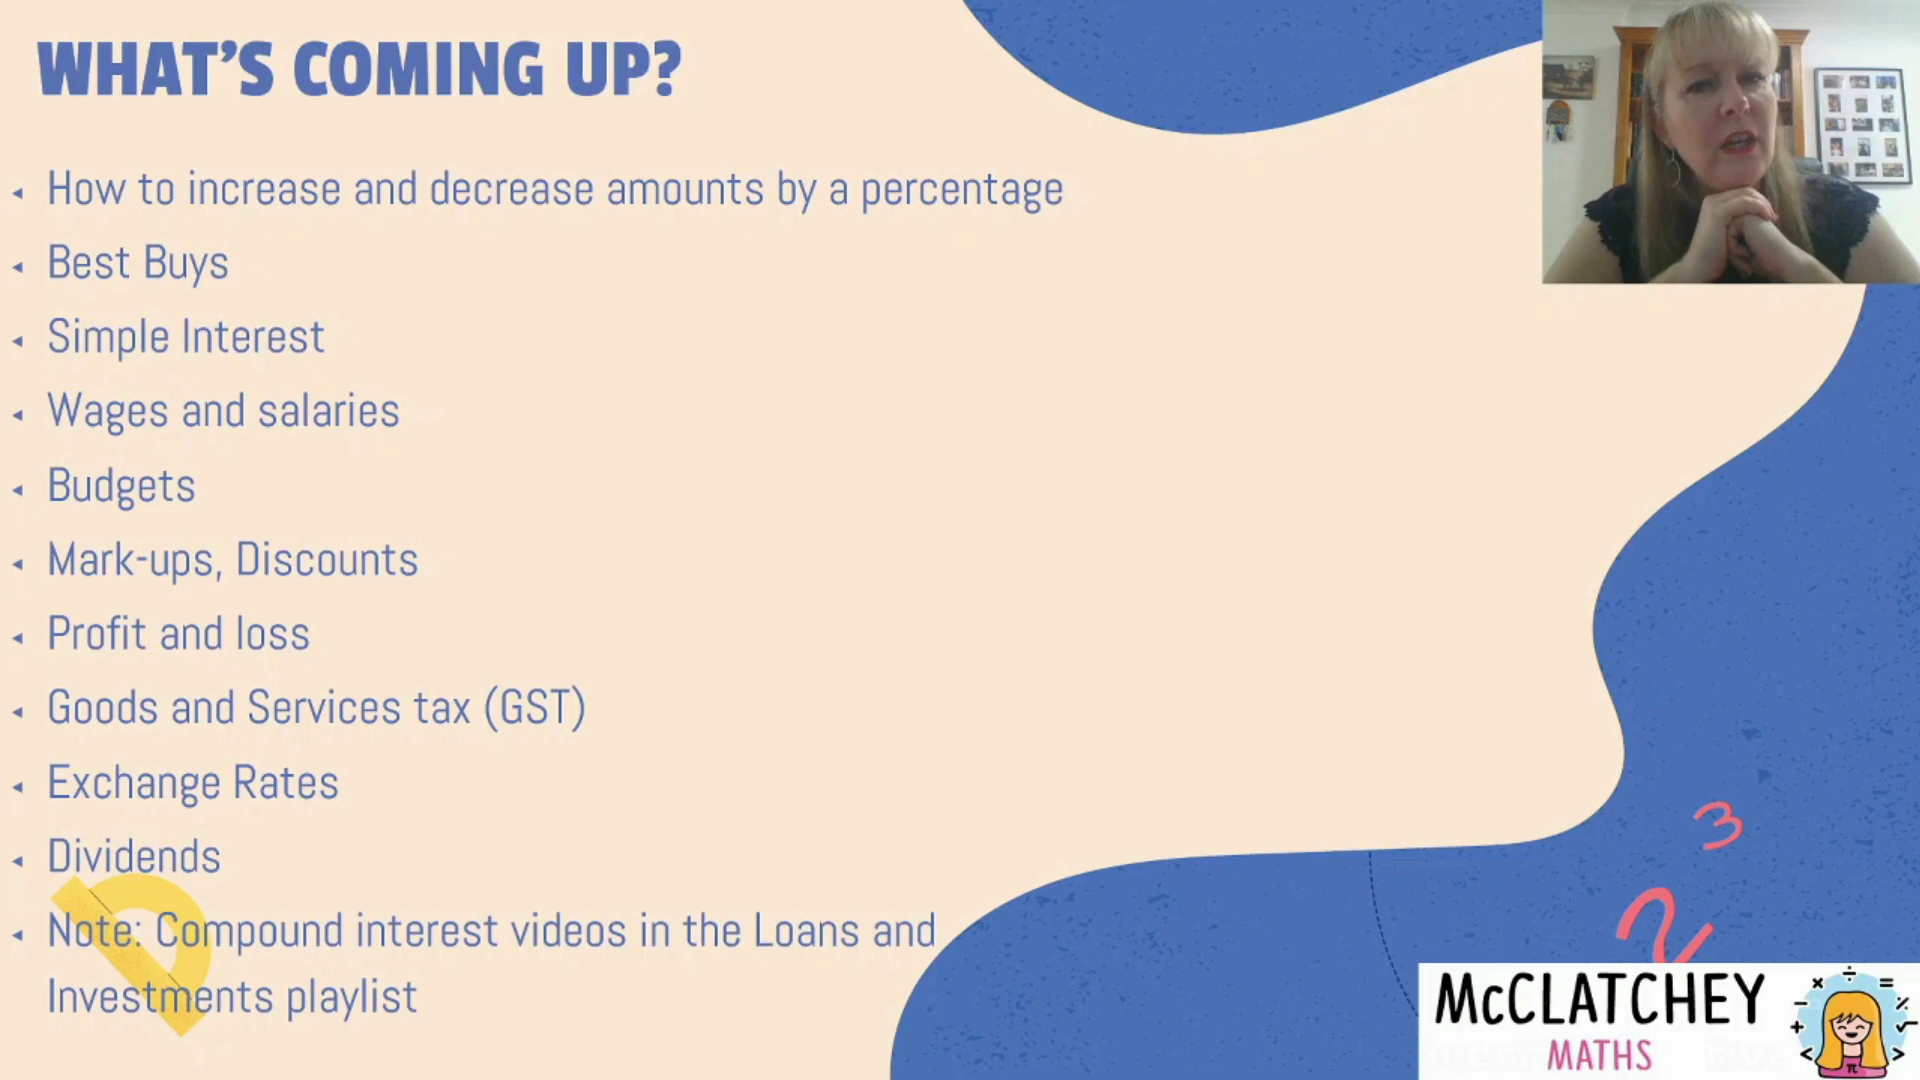 WHAT'S COMING UP?
How to increase and decrease amounts by a percentage
Best Buys
Simple Interest
Wages and salaries
Budgets
Mark-ups, Discounts
Profit and loss
Goods and Services tax (GST)
Exchange Rates
Dividends
Note: Compound interest videos in the Loans and
Investments playlist
3
2
McCLATCHEY
MATHS
× ÷ =
− %
+ √
< π >